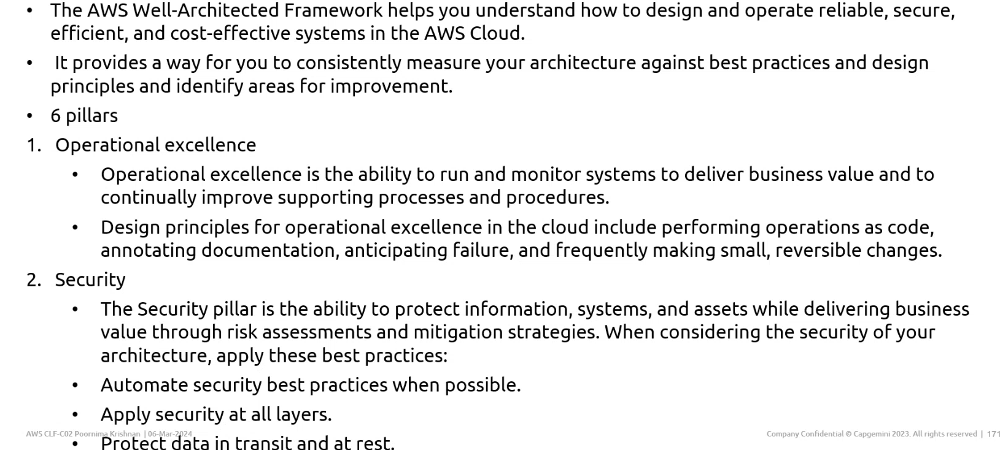 • The AWS Well-Architected Framework helps you understand how to design and operate reliable, secure,
efficient, and cost-effective systems in the AWS Cloud.
• It provides a way for you to consistently measure your architecture against best practices and design
principles and identify areas for improvement.
• 6 pillars
1. Operational excellence
• Operational excellence is the ability to run and monitor systems to deliver business value and to
continually improve supporting processes and procedures.
• Design principles for operational excellence in the cloud include performing operations as code,
annotating documentation, anticipating failure, and frequently making small, reversible changes.
2. Security
• The Security pillar is the ability to protect information, systems, and assets while delivering business
value through risk assessments and mitigation strategies. When considering the security of your
architecture, apply these best practices:
• Automate security best practices when possible.
• Apply security at all layers.
• Protect data in transit and at rest.
AWS CLF-C02 Poornima Krishnan | 06-Mar-2024
Company Confidential © Capgemini 2023. All rights reserved | 171